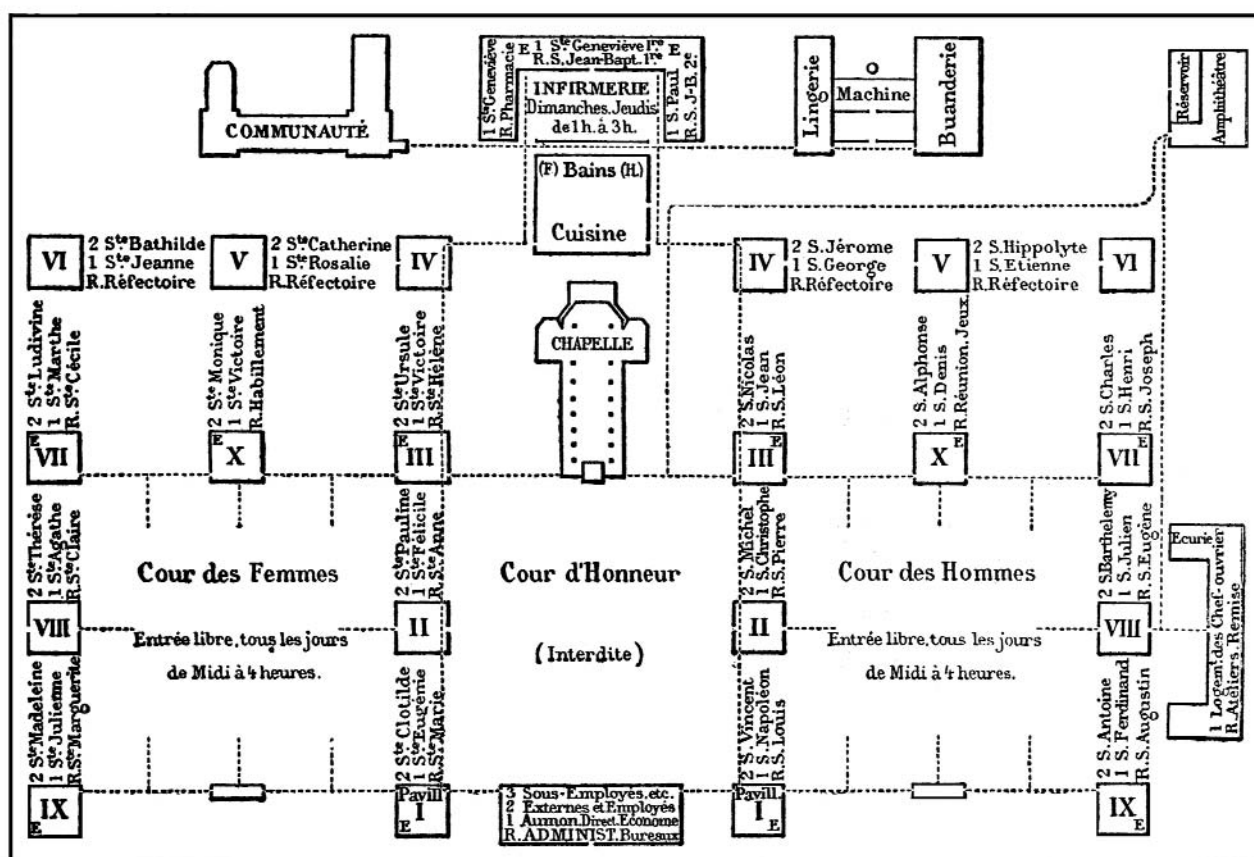 COMMUNAUTÉ
1 Ste Geneviève
R. Pharmacie
E 1 Ste Geneviève 1re E
R. S. Jean-Bapt. 1re
INFIRMERIE
Dimanches. Jeudis
de 1h. à 3h.
1 S. Paul
R. S. J-B. 2e
Lingerie
Machine
Buanderie
Réservoir
Amphithéâtre
(F) Bains (H.)
Cuisine
VI
2 Ste Bathilde
1 Ste Jeanne
R. Réfectoire
V
2 Ste Catherine
1 Ste Rosalie
R. Réfectoire
IV
IV
2 S. Jérome
1 S. George
R. Réfectoire
V
2 S. Hippolyte
1 S. Etienne
R. Réfectoire
VI
CHAPELLE
2 Ste Ludivine
1 Ste Marthe
R. Ste Cécile
E
VII
2 Ste Monique
1 Ste Victoire
R. Habillement
E
X
2 Ste Ursule
1 Ste Victoire
R. Ste Hélène
E
III
2 S. Nicolas
1 S. Jean
R. S. Léon
E
III
2 S. Alphonse
1 S. Denis
R. Réunion, Jeux.
E
X
2 S. Charles
1 S. Henri
R. S. Joseph
E
VII
2 Ste Thérèse
1 Ste Agathe
R. Ste Claire
VIII
Cour des Femmes
Entrée libre, tous les jours
de Midi à 4 heures.
2 Ste Pauline
1 Ste Félicile
R. Ste Anne
II
Cour d'Honneur
(Interdite)
2 S. Michel
1 S. Christophe
R. S. Pierre
II
Cour des Hommes
Entrée libre, tous les jours
de Midi à 4 heures.
2 S. Barthelemy
1 S. Julien
R. S. Eugène
VIII
Ecurie
1 Logemt. des Chef-ouvrier
R. Ateliers. Remise
2 Ste Madeleine
1 Ste Julienne
R. Ste Marguerite
IX
E
2 Ste Clotilde
1 Ste Eugénie
R. Ste Marie
Pavill.
I
E
3 Sous-Employés, etc.
2 Externes et Employés
1 Aumon. Direct. Econome
R. ADMINIST. Bureaux
2 S. Vincent
1 S. Napoléon
R. S. Louis
Pavill.
I
E
2 S. Antoine
1 S. Ferdinand
R. S. Augustin
IX
E